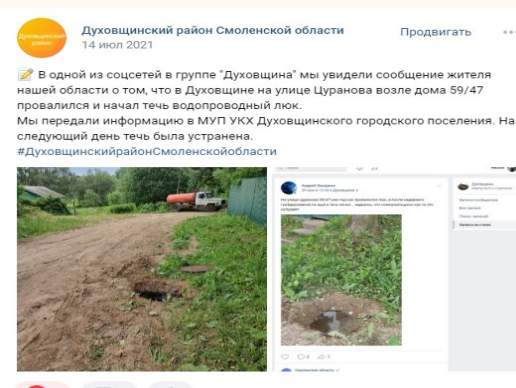 Духовщинский район
Духовщинский район Смоленской области
14 июл 2021
Продвигать
📝 В одной из соцсетей в группе "Духовщина" мы увидели сообщение жителя
нашей области о том, что в Духовщине на улице Цуранова возле дома 59/47
провалился и начал течь водопроводный люк.
Мы передали информацию в МУП УКХ Духовщинского городского поселения. На
следующий день течь была устранена.
#ДуховщинскийрайонСмоленскойобласти